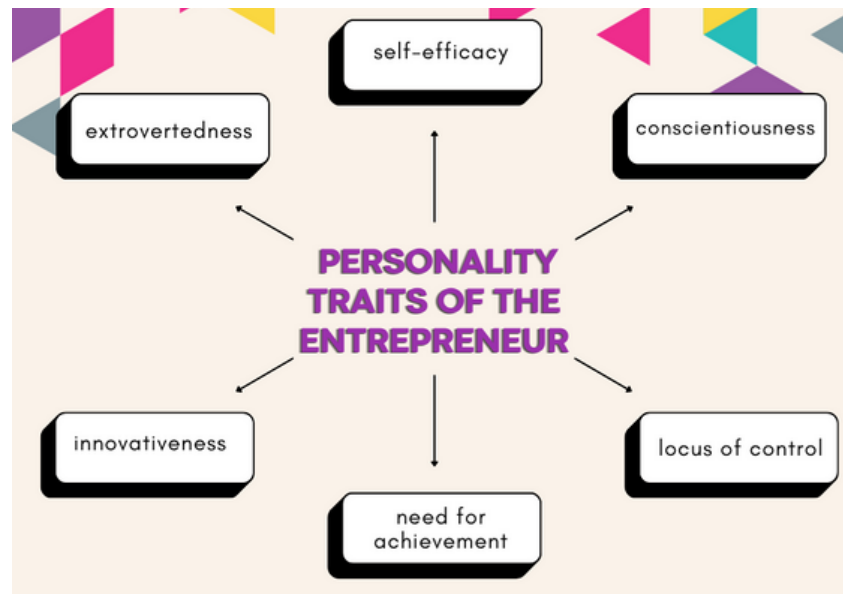 self-efficacy
extrovertedness
conscientiousness
PERSONALITY
TRAITS OF THE
ENTREPRENEUR
innovativeness
locus of control
need for
achievement